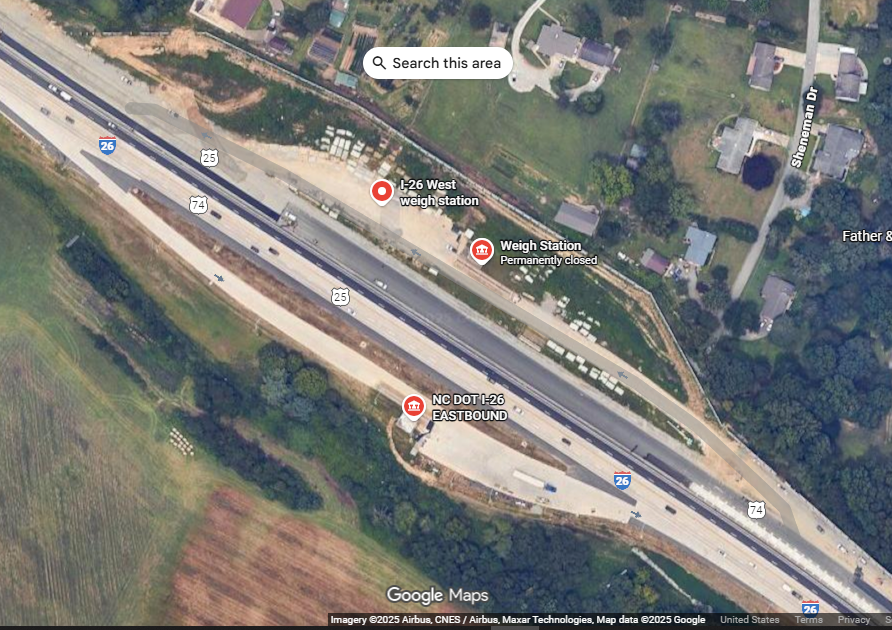 Search this area
Sheneman Dr
26
25
I-26 West
weigh station
74
Father &
Weigh Station
Permanently closed
25
NC DOT I-26
EASTBOUND
26
74
Google Maps
26
Imagery ©2025 Airbus, CNES / Airbus, Maxar Technologies, Map data ©2025 Google United States Terms Privacy